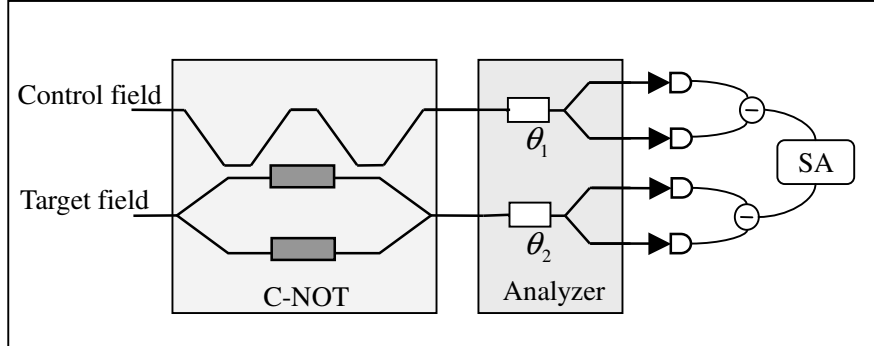 Control field
Target field
θ₁
θ₂
C-NOT
Analyzer
SA